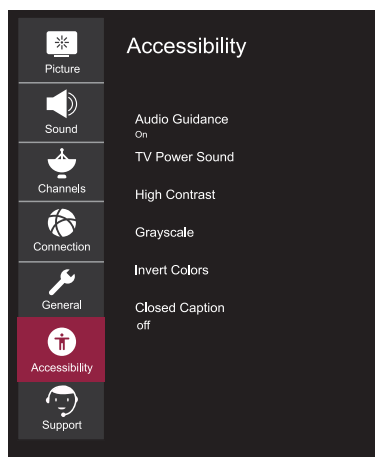 Picture
Sound
Channels
Connection
General
Accessibility
Support
Accessibility
Audio Guidance
On
TV Power Sound
High Contrast
Grayscale
Invert Colors
Closed Caption
off